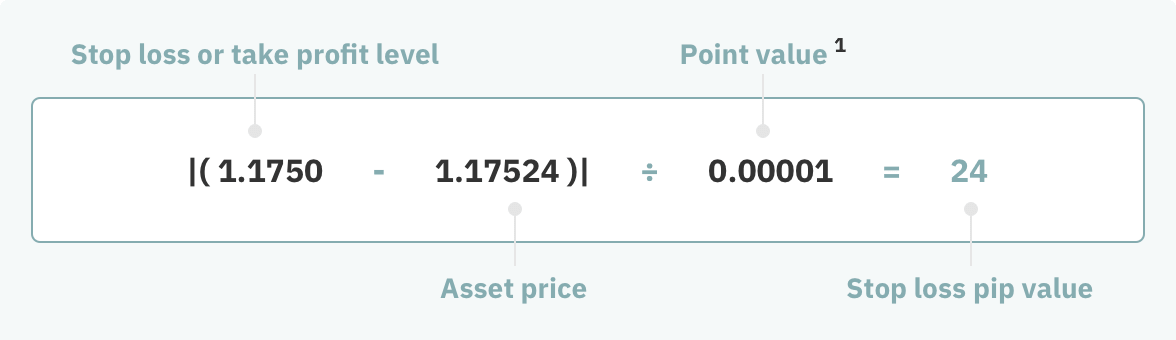 Stop loss or take profit level
Point value 1
|( 1.1750 - 1.17524 )| ÷ 0.00001 = 24
Asset price
Stop loss pip value